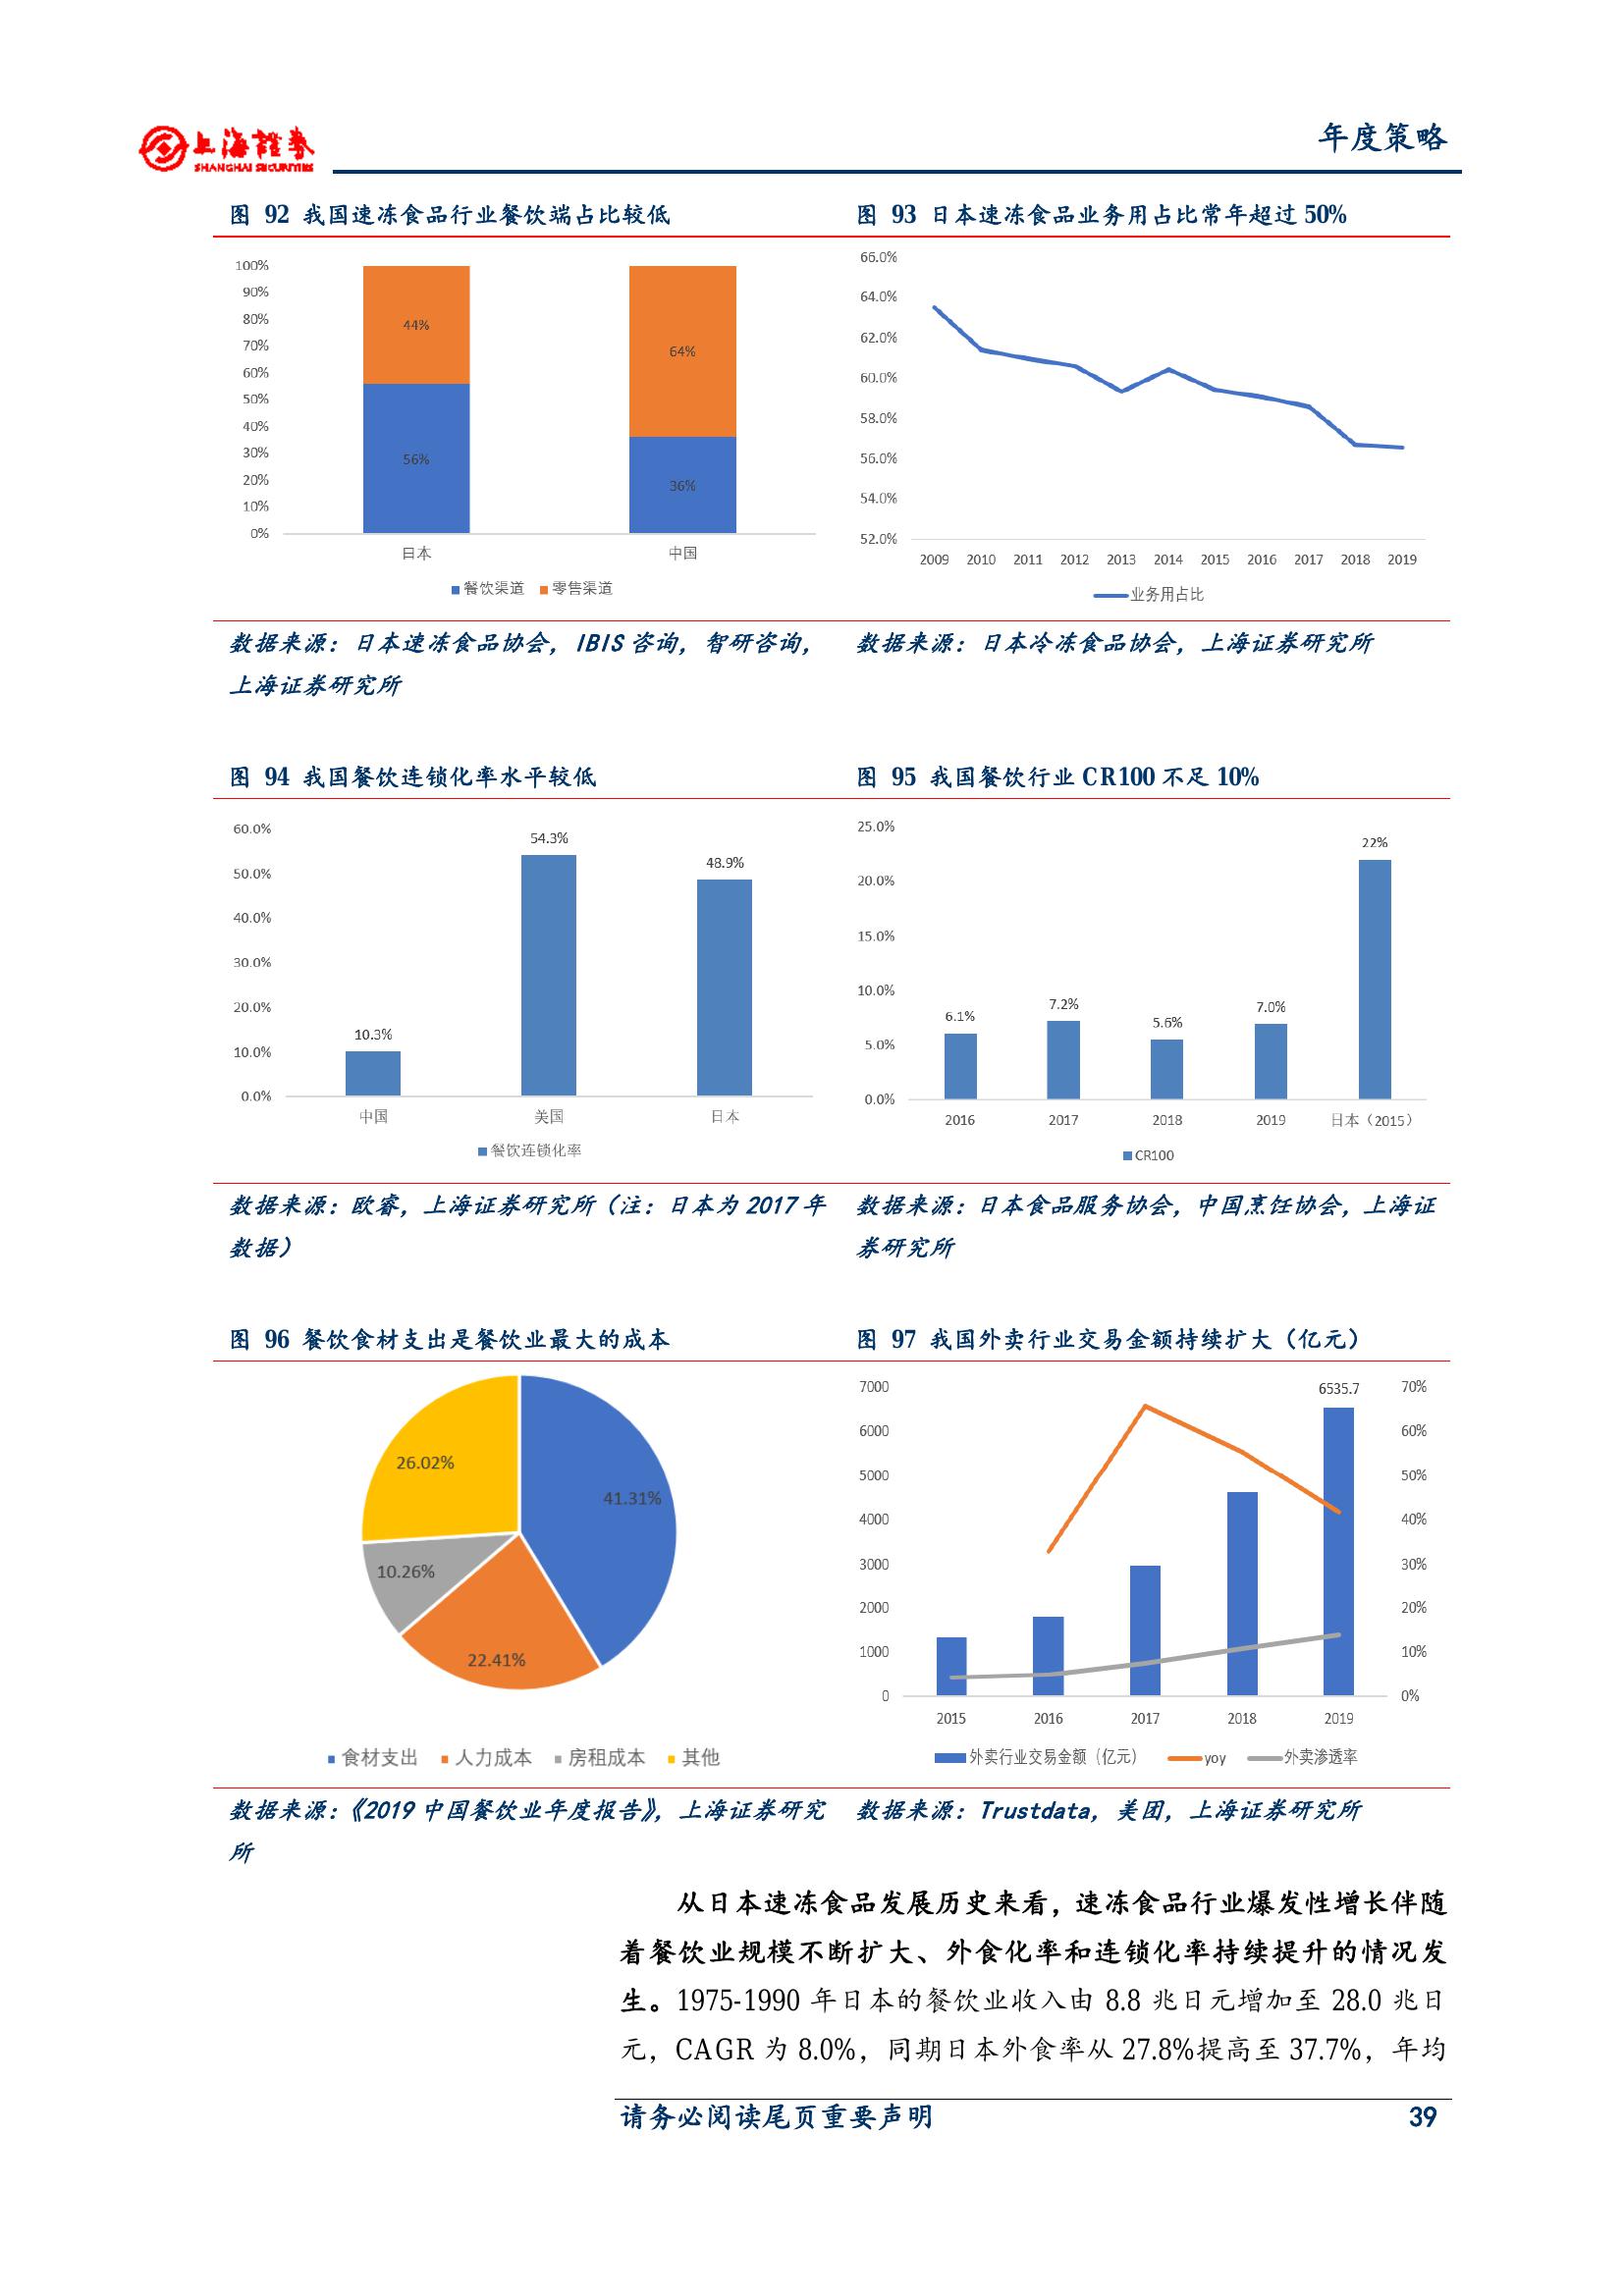 上海證券
SHANGHAI SECURITIES
年度策略
图 92 我国速冻食品行业餐饮端占比较低
100%
90%
80%
70%
60%
50%
40%
30%
20%
10%
0%
44%
56%
64%
36%
日本 中国
餐饮渠道 零售渠道
数据来源：日本速冻食品协会，IBIS 咨询，智研咨询，
上海证券研究所
图 93 日本速冻食品业务用占比常年超过 50%
66.0%
64.0%
62.0%
60.0%
58.0%
56.0%
54.0%
52.0%
2009 2010 2011 2012 2013 2014 2015 2016 2017 2018 2019
业务用占比
数据来源：日本冷冻食品协会，上海证券研究所
图 94 我国餐饮连锁化率水平较低
60.0%
50.0%
40.0%
30.0%
20.0%
10.0%
0.0%
10.3%
54.3%
48.9%
中国 美国 日本
餐饮连锁化率
数据来源：欧睿，上海证券研究所（注：日本为 2017 年
数据）
图 95 我国餐饮行业 CR100 不足 10%
25.0%
20.0%
15.0%
10.0%
5.0%
0.0%
6.1%
7.2%
5.6%
7.0%
22%
2016 2017 2018 2019 日本（2015）
CR100
数据来源：日本食品服务协会，中国烹饪协会，上海证
券研究所
图 96 餐饮食材支出是餐饮业最大的成本
26.02%
41.31%
10.26%
22.41%
食材支出 人力成本 房租成本 其他
数据来源：《2019 中国餐饮业年度报告》，上海证券研究
所
图 97 我国外卖行业交易金额持续扩大（亿元）
7000
6000
5000
4000
3000
2000
1000
0
6535.7
70%
60%
50%
40%
30%
20%
10%
0%
2015 2016 2017 2018 2019
外卖行业交易金额（亿元） yoy 外卖渗透率
数据来源：Trustdata，美团，上海证券研究所
从日本速冻食品发展历史来看，速冻食品行业爆发性增长伴随
着餐饮业规模不断扩大、外食化率和连锁化率持续提升的情况发
生。1975-1990 年日本的餐饮业收入由 8.8 兆日元增加至 28.0 兆日
元，CAGR 为 8.0%，同期日本外食率从 27.8%提高至 37.7%，年均
请务必阅读尾页重要声明 39